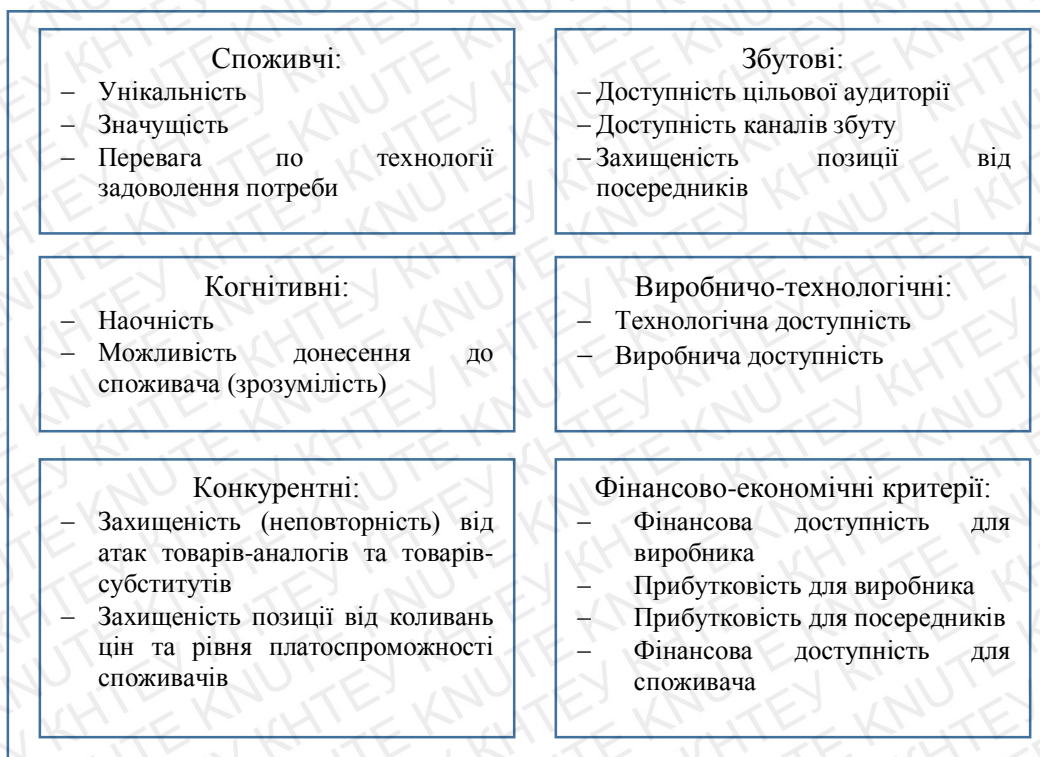 Споживчі:
– Унікальність
– Значущість
– Перевага по технології
задоволення потреби
Збутові:
– Доступність цільової аудиторії
– Доступність каналів збуту
– Захищеність позиції від
посередників
Когнітивні:
– Наочність
– Можливість донесення до
споживача (зрозумілість)
Виробничо-технологічні:
– Технологічна доступність
– Виробнича доступність
Конкурентні:
– Захищеність (неповторність) від
атак товарів-аналогів та товарів-
субститутів
– Захищеність позиції від коливань
цін та рівня платоспроможності
споживачів
Фінансово-економічні критерії:
– Фінансова доступність для
виробника
– Прибутковість для виробника
– Прибутковість для посередників
– Фінансова доступність для
споживача